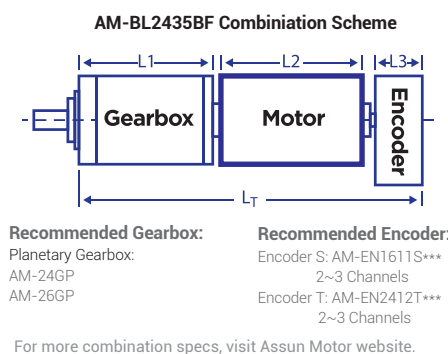 AM-BL2435BF Combiniation Scheme
L1
L2
L3
Gearbox
Motor
Encoder
LT
Recommended Gearbox:
Planetary Gearbox:
AM-24GP
AM-26GP
Recommended Encoder:
Encoder S: AM-EN1611S***
2~3 Channels
Encoder T: AM-EN2412T***
2~3 Channels
For more combination specs, visit Assun Motor website.